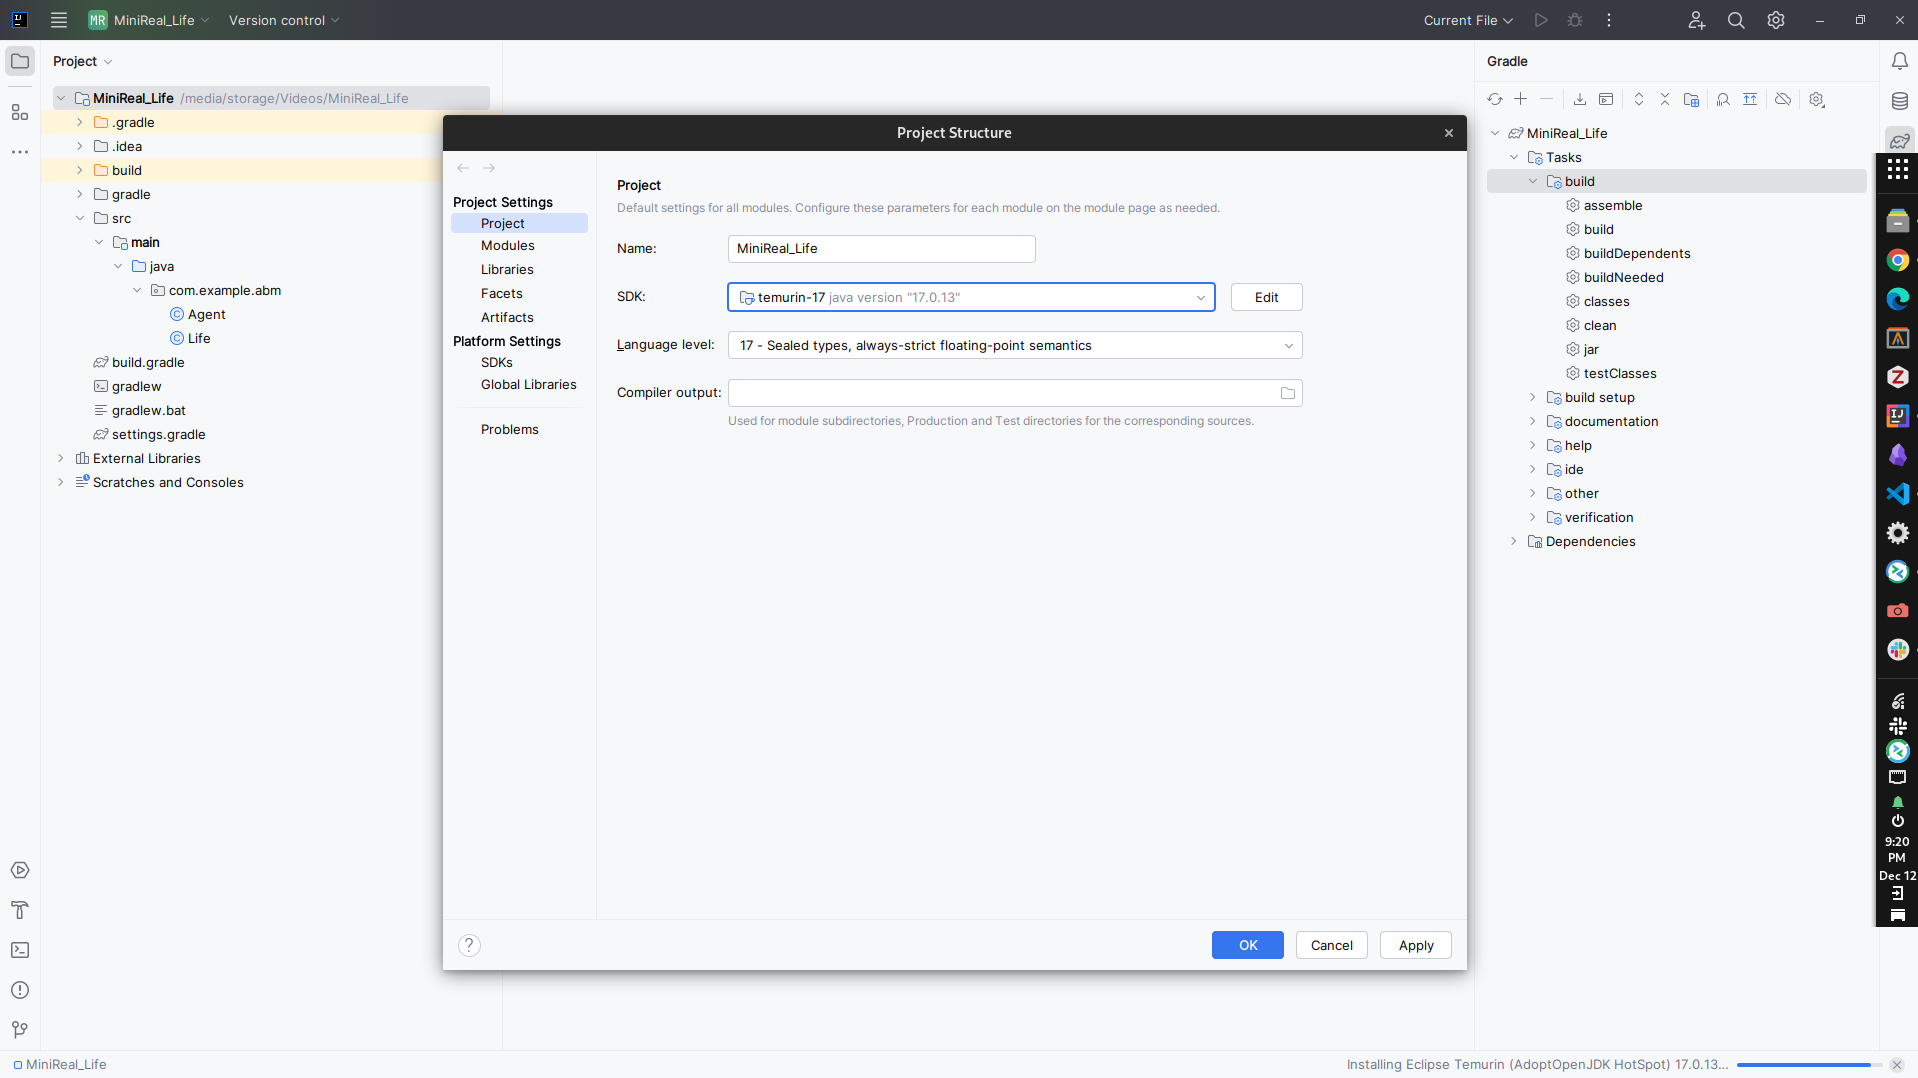 MR MiniReal_Life Version control Current File
Project
MiniReal_Life /media/storage/Videos/MiniReal_Life
.gradle
.idea
build
gradle
src
main
java
com.example.abm
Agent
Life
build.gradle
gradlew
gradlew.bat
settings.gradle
External Libraries
Scratches and Consoles
Project Structure
Project Settings
Project
Modules
Libraries
Facets
Artifacts
Platform Settings
SDKs
Global Libraries
Problems
Project
Default settings for all modules. Configure these parameters for each module on the module page as needed.
Name: MiniReal_Life
SDK: temurin-17 java version "17.0.13" Edit
Language level: 17 - Sealed types, always-strict floating-point semantics
Compiler output:
Used for module subdirectories, Production and Test directories for the corresponding sources.
? OK Cancel Apply
Gradle
MiniReal_Life
Tasks
build
assemble
build
buildDependents
buildNeeded
classes
clean
jar
testClasses
build setup
documentation
help
ide
other
verification
Dependencies
9:20
PM
Dec 12
MiniReal_Life
Installing Eclipse Temurin (AdoptOpenJDK HotSpot) 17.0.13...